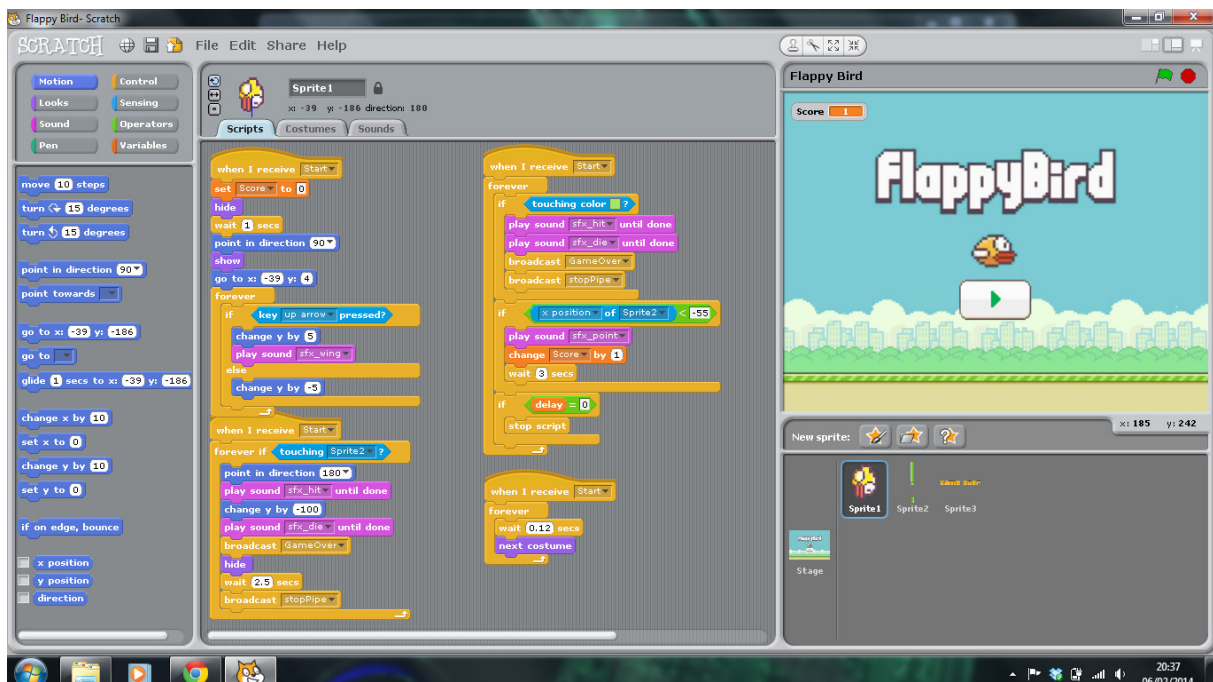 Flappy Bird- Scratch
SCRATCH File Edit Share Help
Motion Control
Looks Sensing
Sound Operators
Pen Variables
move 10 steps
turn 15 degrees
turn 15 degrees
point in direction 90
point towards
go to x: -39 y: -186
go to
glide 1 secs to x: -39 y: -186
change x by 10
set x to 0
change y by 10
set y to 0
if on edge, bounce
x position
y position
direction
Sprite1
x: -39 y: -186 direction: 180
Scripts Costumes Sounds
when I receive Start
set Score to 0
hide
wait 1 secs
point in direction 90
show
go to x: -39 y: 4
forever
if key up arrow pressed?
change y by 5
play sound sfx_wing
else
change y by -5
when I receive Start
forever if touching Sprite2 ?
point in direction 180
play sound sfx_hit until done
change y by -100
play sound sfx_die until done
broadcast GameOver
hide
wait 2.5 secs
broadcast stopPipe
when I receive Start
forever
if touching color ?
play sound sfx_hit until done
play sound sfx_die until done
broadcast GameOver
broadcast stopPipe
if x position of Sprite2 < -55
play sound sfx_point
change Score by 1
wait 3 secs
if delay = 0
stop script
when I receive Start
forever
wait 0.12 secs
next costume
Flappy Bird
Score 1
FlappyBird
x: 185 y: 242
New sprite:
Sprite1 Sprite2 Sprite3
Stage
20:37
06/02/2014